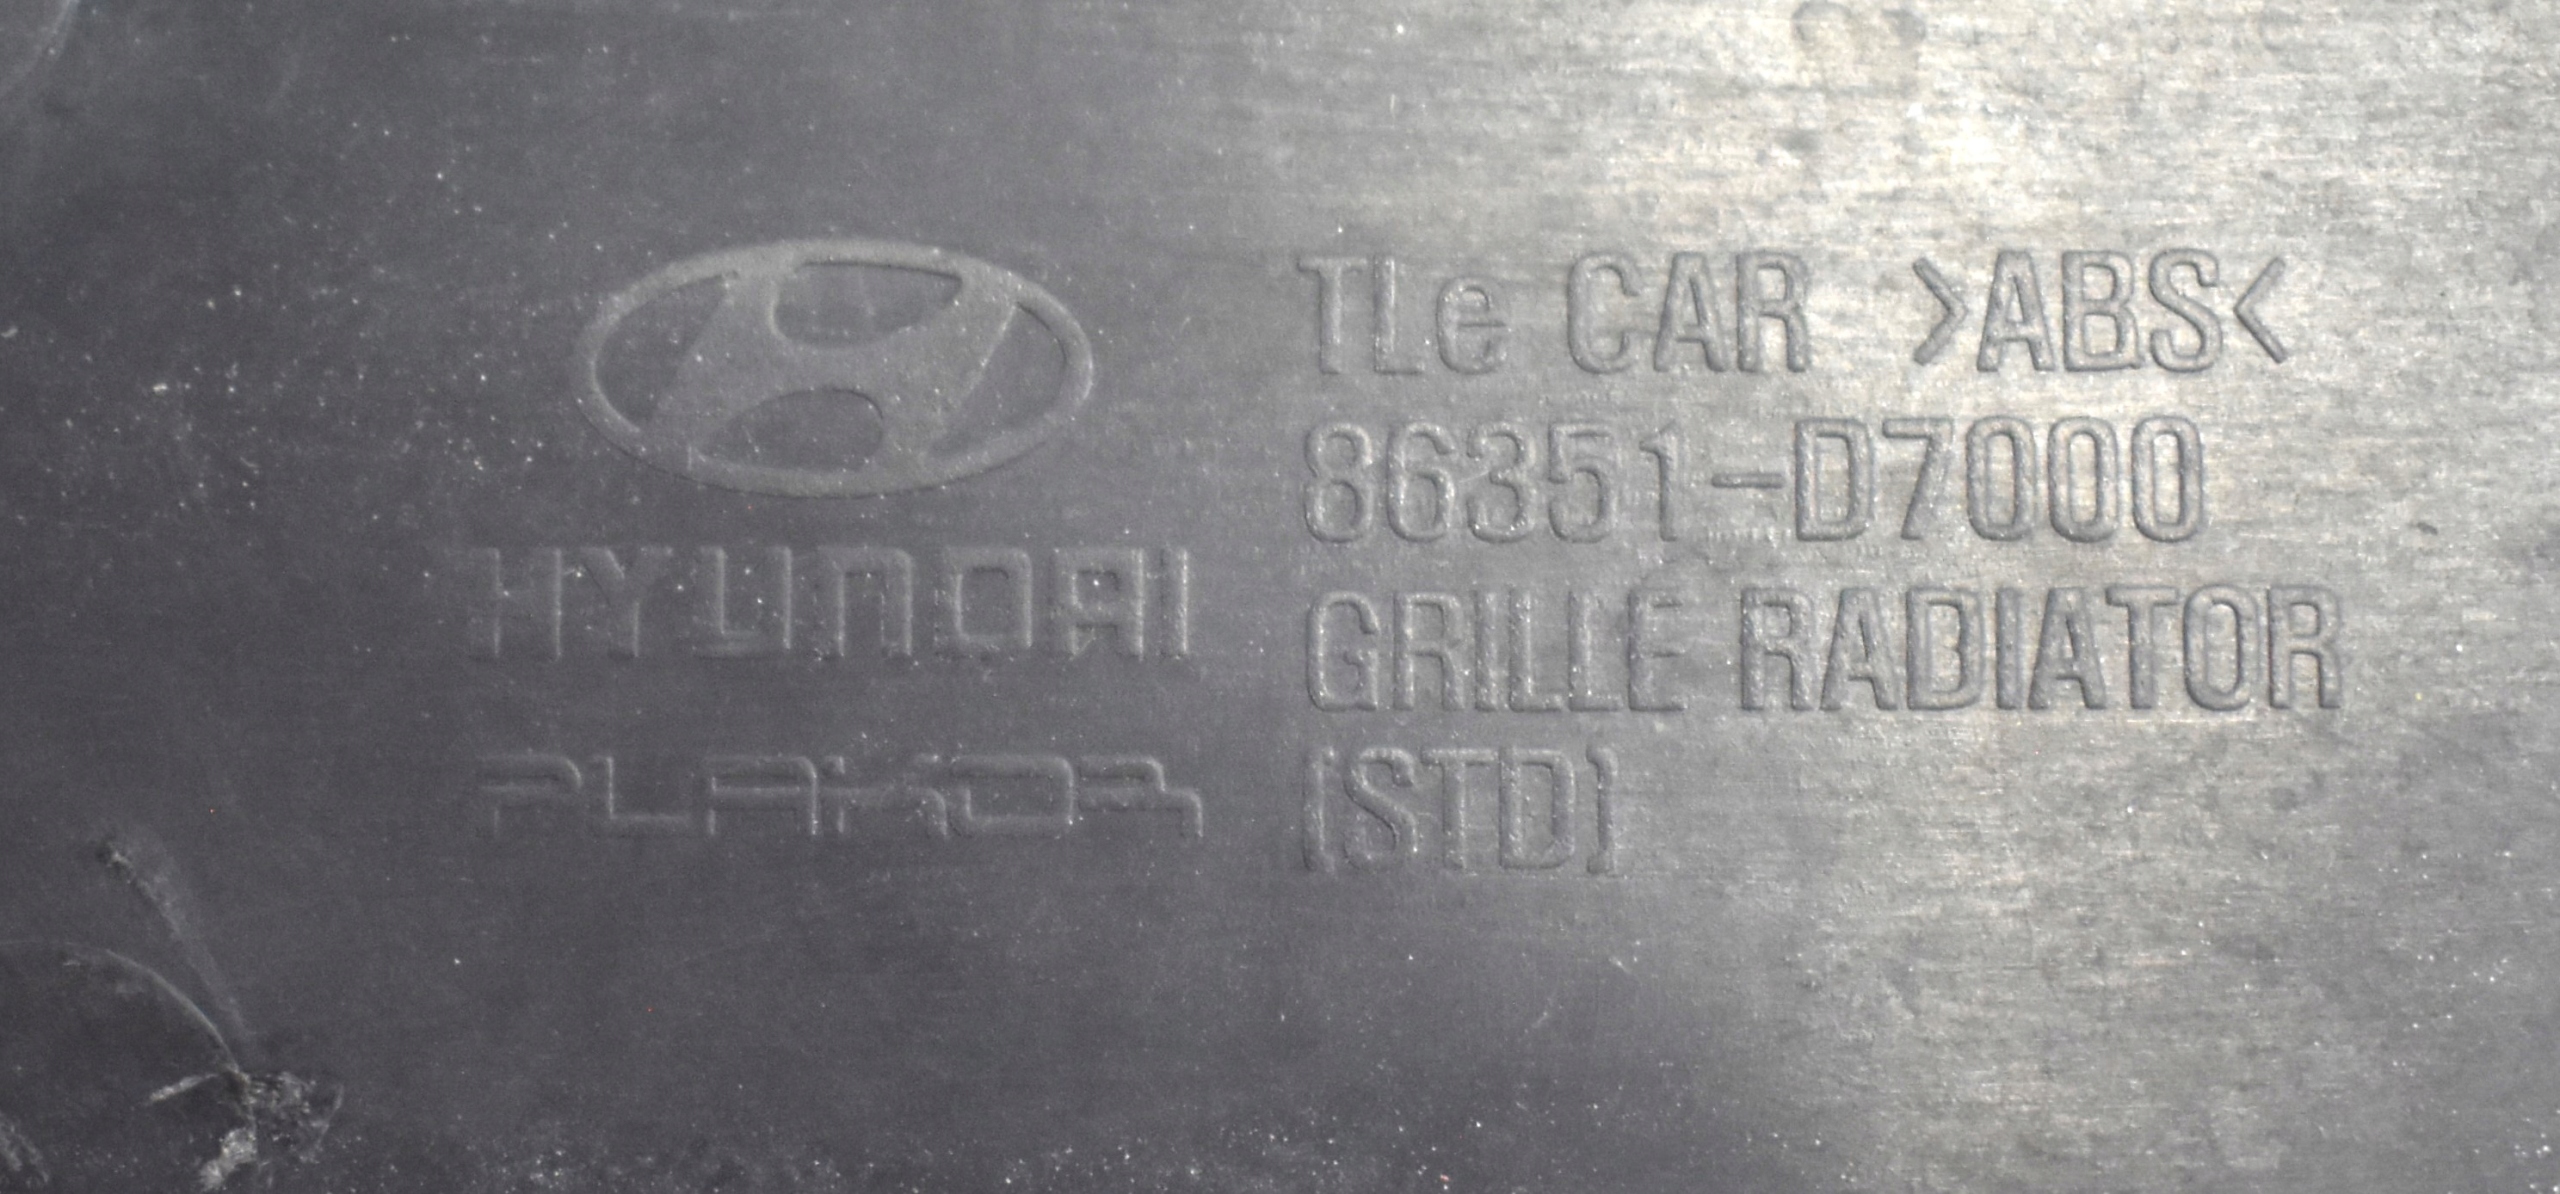 HYUNDAI
PLAKOR
TLe CAR >ABS<
86351-D7000
GRILLE RADIATOR
[STD]